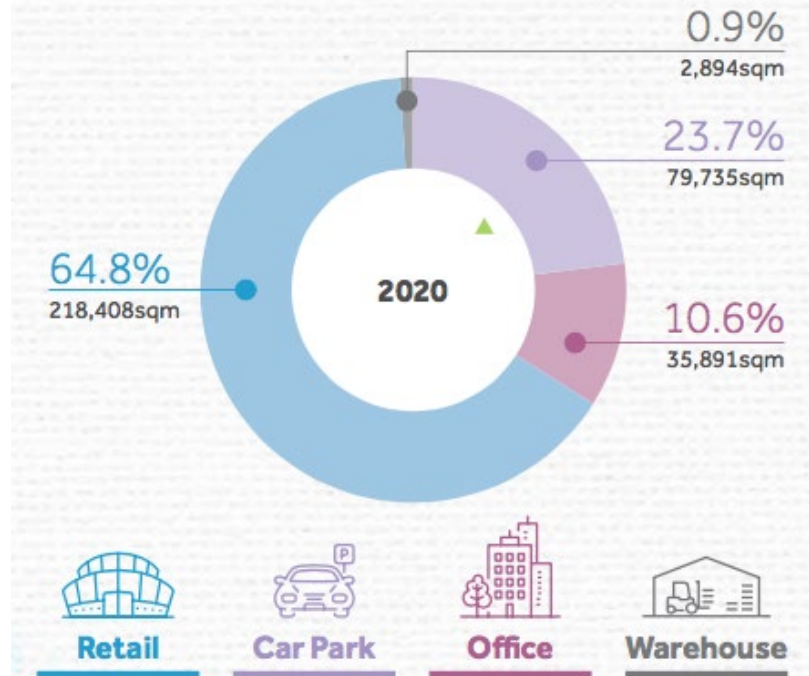 0.9%
2,894sqm
23.7%
79,735sqm
64.8%
218,408sqm
2020
10.6%
35,891sqm
P
Retail
Car Park
Office
Warehouse